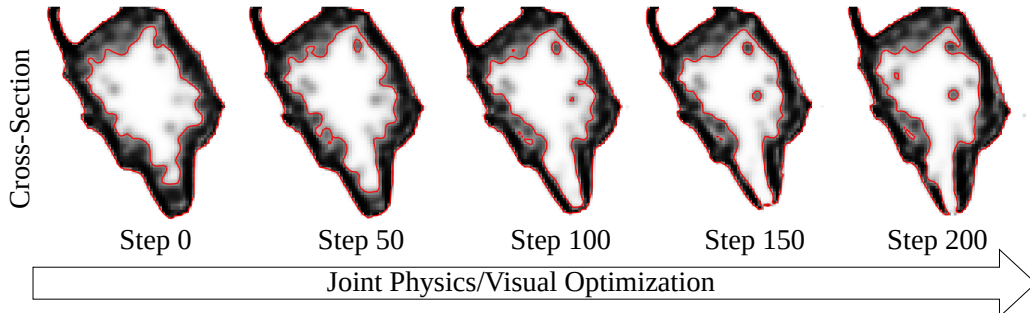 Cross-Section
Step 0
Step 50
Step 100
Step 150
Step 200
Joint Physics/Visual Optimization